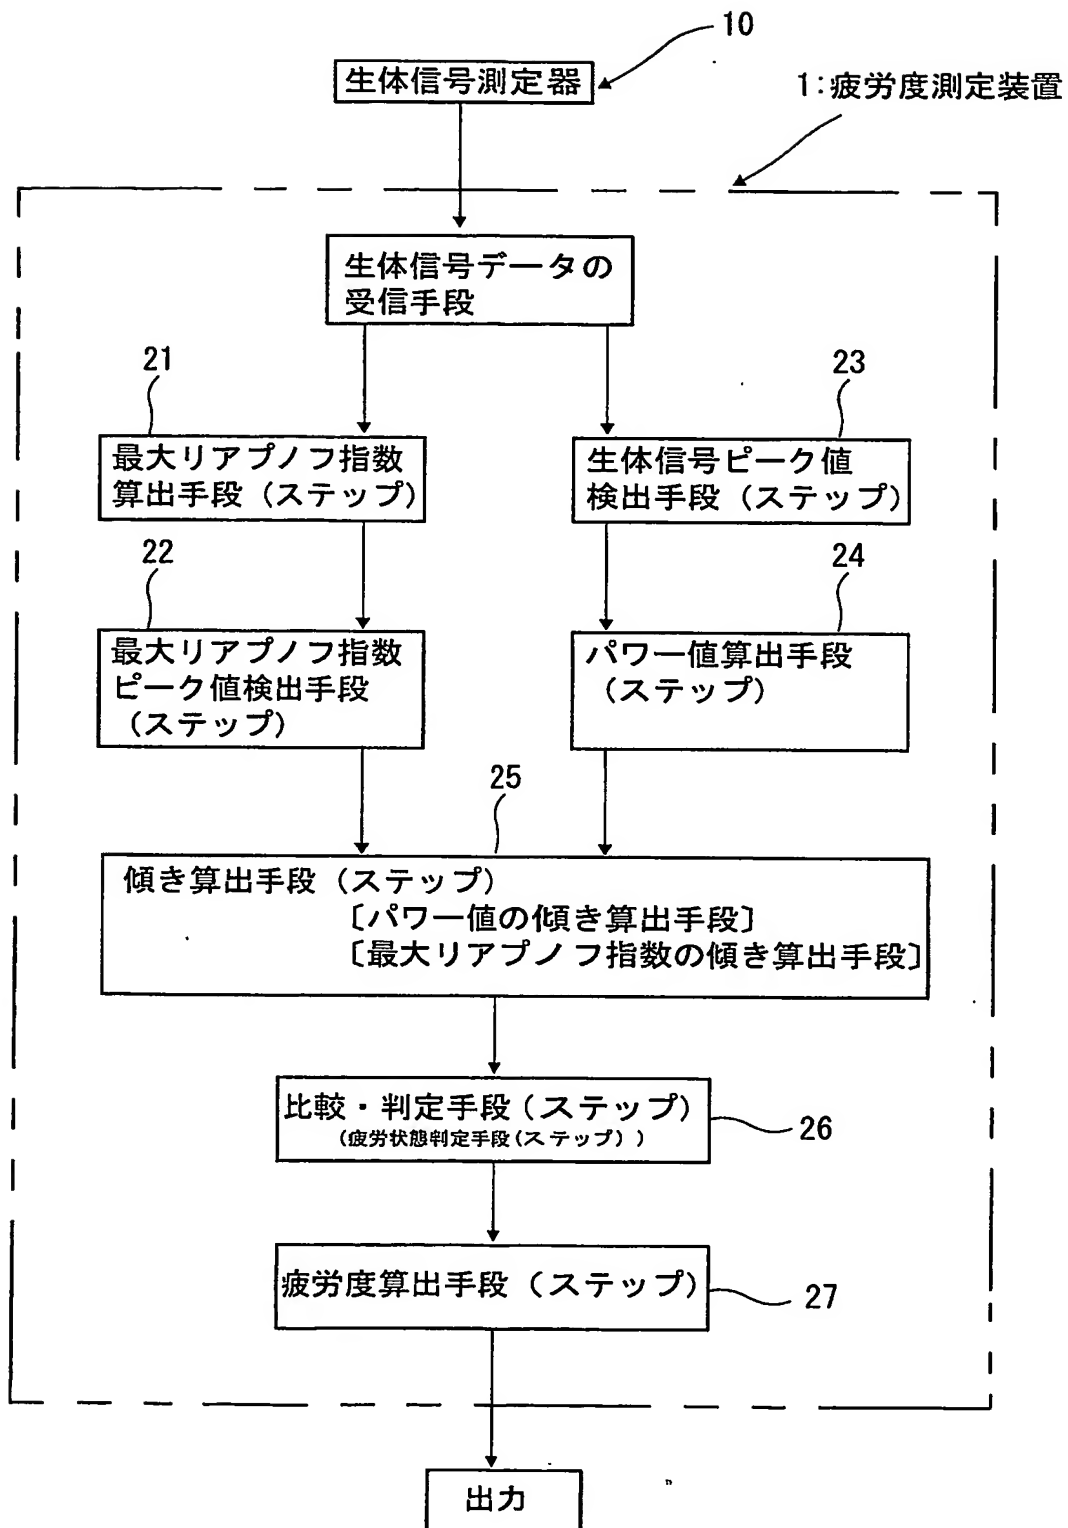 10
生体信号測定器
1:疲労度測定装置
生体信号データの
受信手段
21
最大リアプノフ指数
算出手段(ステップ)
23
生体信号ピーク値
検出手段(ステップ)
22
最大リアプノフ指数
ピーク値検出手段
(ステップ)
24
パワー値算出手段
(ステップ)
25
傾き算出手段(ステップ)
〔パワー値の傾き算出手段〕
〔最大リアプノフ指数の傾き算出手段〕
比較・判定手段(ステップ)
(疲労状態判定手段(ステップ))
26
疲労度算出手段(ステップ)
27
出力